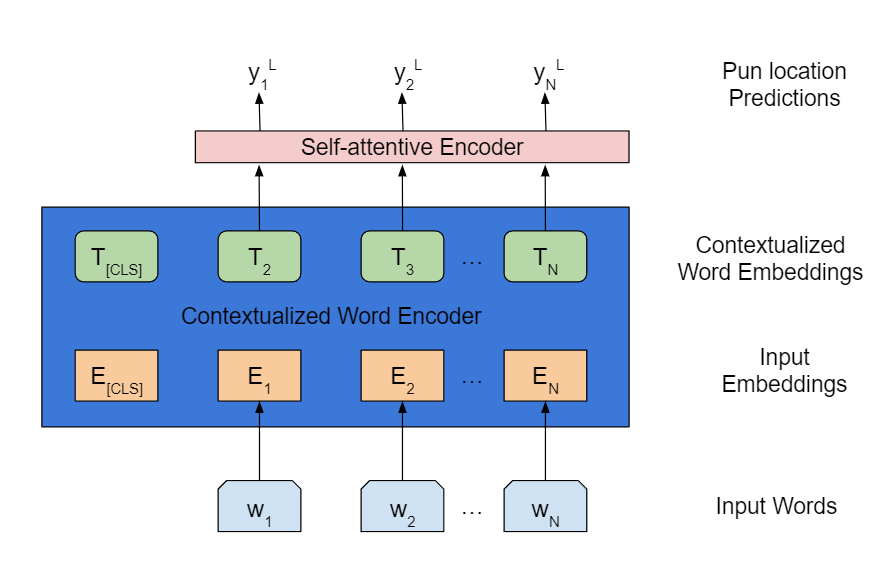 y1L y2L yNL
Pun location
Predictions
Self-attentive Encoder
T[CLS] T2 T3 ... TN
Contextualized
Word Embeddings
Contextualized Word Encoder
Input
Embeddings
E[CLS] E1 E2 ... EN
w1 w2 ... wN
Input Words